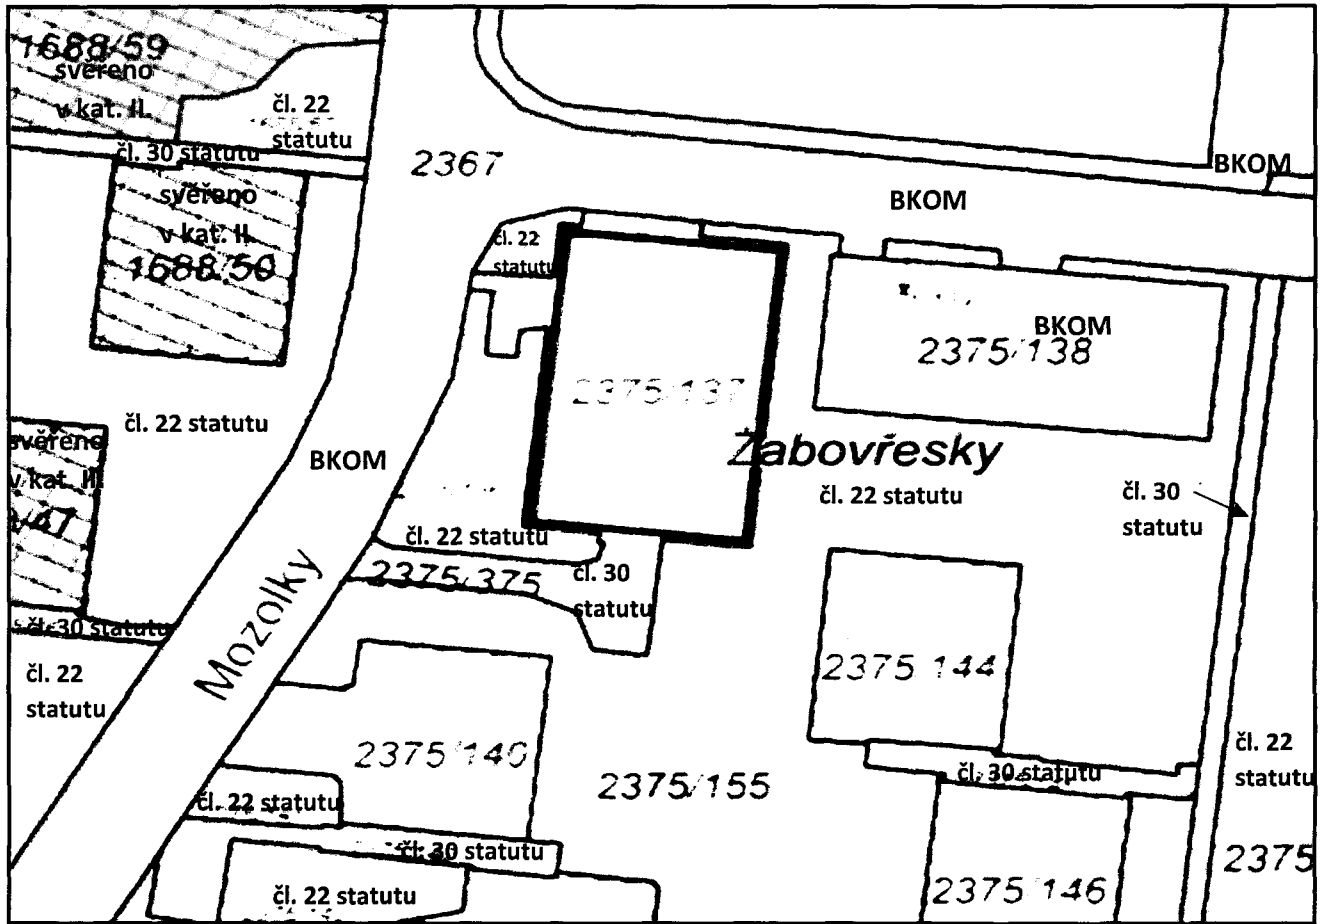 1688/59
svěřeno
v kat. II.
čl. 22
statutu
čl. 30 statutu
2367
BKOM
BKOM
svěřeno
v kat. II.
1688/50
čl. 22
statutu
BKOM
2375/138
2375/137
Žabovřesky
čl. 22 statutu
svěřeno
v kat. II.
/47
BKOM
čl. 22 statutu
čl. 30
statutu
čl. 22 statutu
2375/375
čl. 30
statutu
čl. 30 statutu
Mozolky
čl. 22
statutu
2375/144
2375/155
čl. 22
statutu
čl. 30 statutu
čl. 22 statutu
čl. 30 statutu
2375
čl. 22 statutu
2375/146